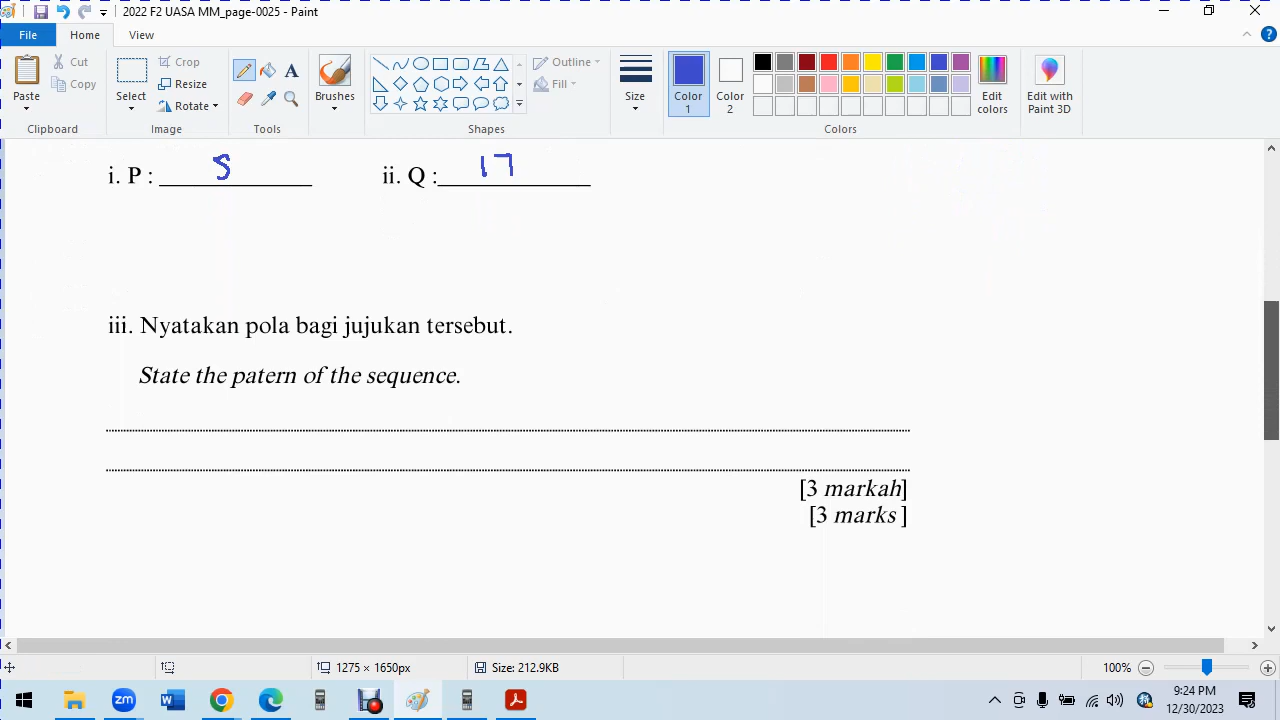 2022 F2 UASA MM_page-0025 - Paint
File Home View
Paste
Cut
Copy
Clipboard
Select
Crop
Resize
Rotate
Image
A
Tools
Brushes
Shapes
Outline
Fill
Size
Color 1
Color 2
Colors
Edit colors
Edit with Paint 3D
i. P : 5 ii. Q : 17
iii. Nyatakan pola bagi jujukan tersebut.
State the patern of the sequence.
[3 markah]
[3 marks ]
1275 × 1650px Size: 212.9KB 100%
zm
W
9:24 PM
12/30/2023